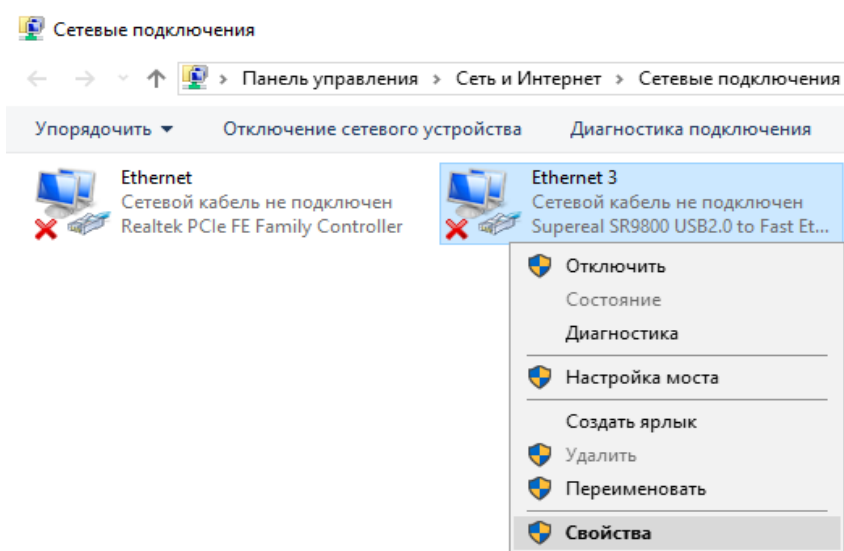 Сетевые подключения
Панель управления › Сеть и Интернет › Сетевые подключения
Упорядочить ▾ Отключение сетевого устройства Диагностика подключения
Ethernet
Сетевой кабель не подключен
Realtek PCIe FE Family Controller
Ethernet 3
Сетевой кабель не подключен
Supereal SR9800 USB2.0 to Fast Et...
Отключить
Состояние
Диагностика
Настройка моста
Создать ярлык
Удалить
Переименовать
Свойства